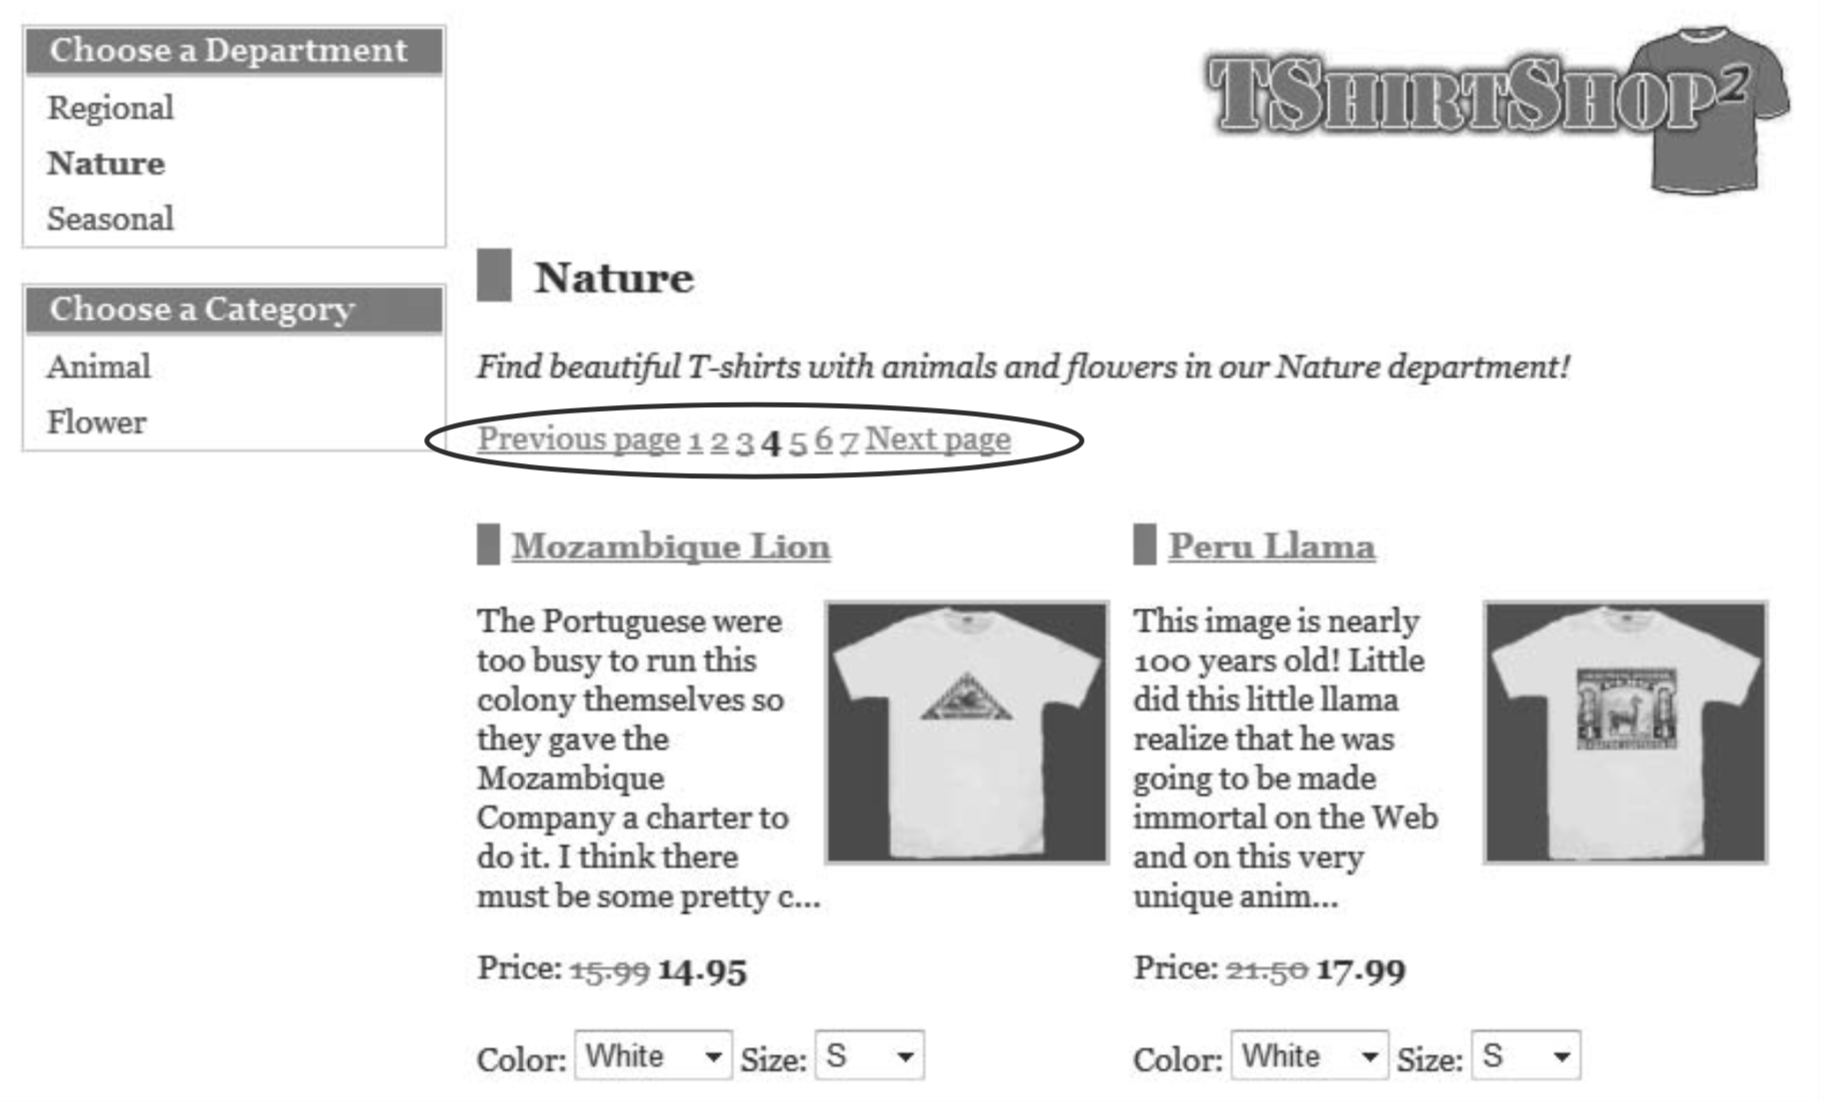 Choose a Department
Regional
Nature
Seasonal
Choose a Category
Animal
Flower
TShirtShop²
Nature
Find beautiful T-shirts with animals and flowers in our Nature department!
Previous page 1 2 3 4 5 6 7 Next page
Mozambique Lion
The Portuguese were
too busy to run this
colony themselves so
they gave the
Mozambique
Company a charter to
do it. I think there
must be some pretty c...
Price: 15.99 14.95
Color: White Size: S
Peru Llama
This image is nearly
100 years old! Little
did this little llama
realize that he was
going to be made
immortal on the Web
and on this very
unique anim...
Price: 21.50 17.99
Color: White Size: S